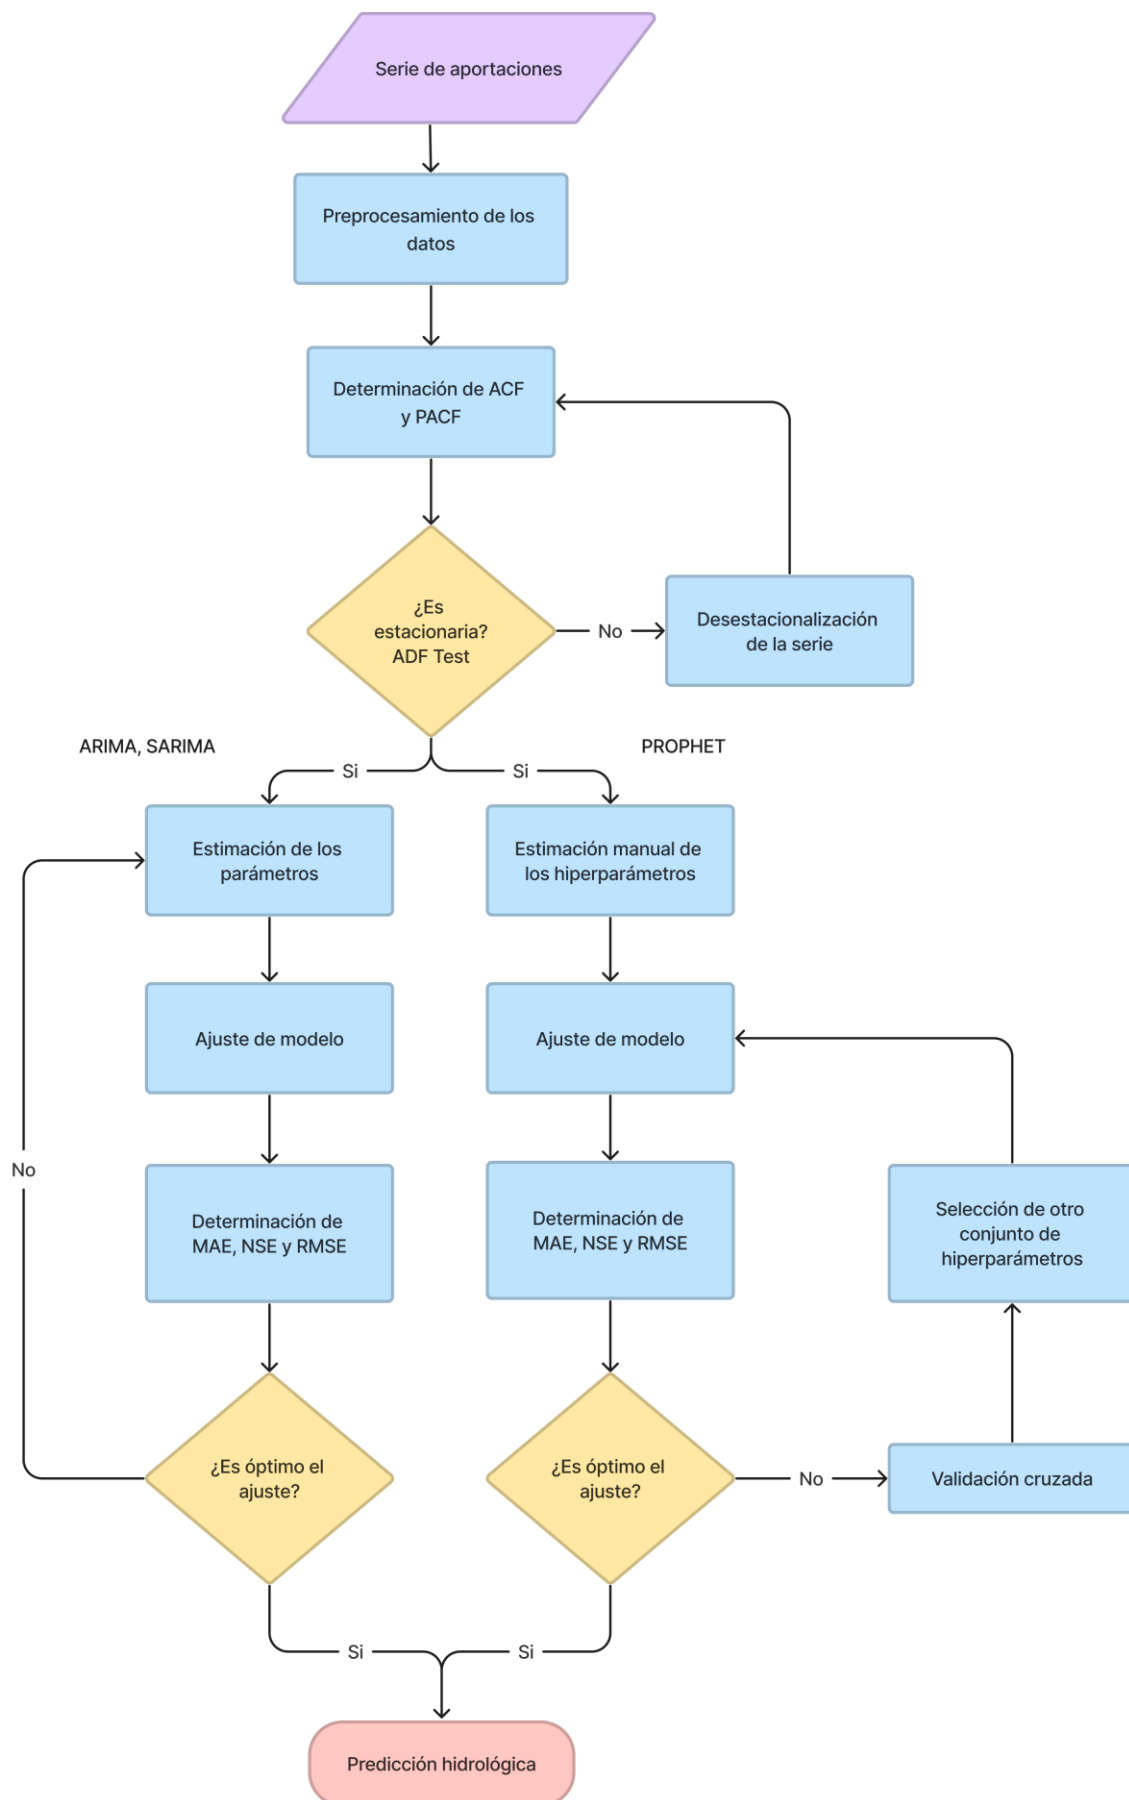 Serie de aportaciones
Preprocesamiento de los
datos
Determinación de ACF
y PACF
¿Es
estacionaria?
ADF Test
No
Desestacionalización
de la serie
ARIMA, SARIMA
PROPHET
Si
Si
Estimación de los
parámetros
Estimación manual de
los hiperparámetros
Ajuste de modelo
Ajuste de modelo
No
Determinación de
MAE, NSE y RMSE
Determinación de
MAE, NSE y RMSE
Selección de otro
conjunto de
hiperparámetros
¿Es óptimo el
ajuste?
¿Es óptimo el
ajuste?
No
Validación cruzada
Si
Si
Predicción hidrológica